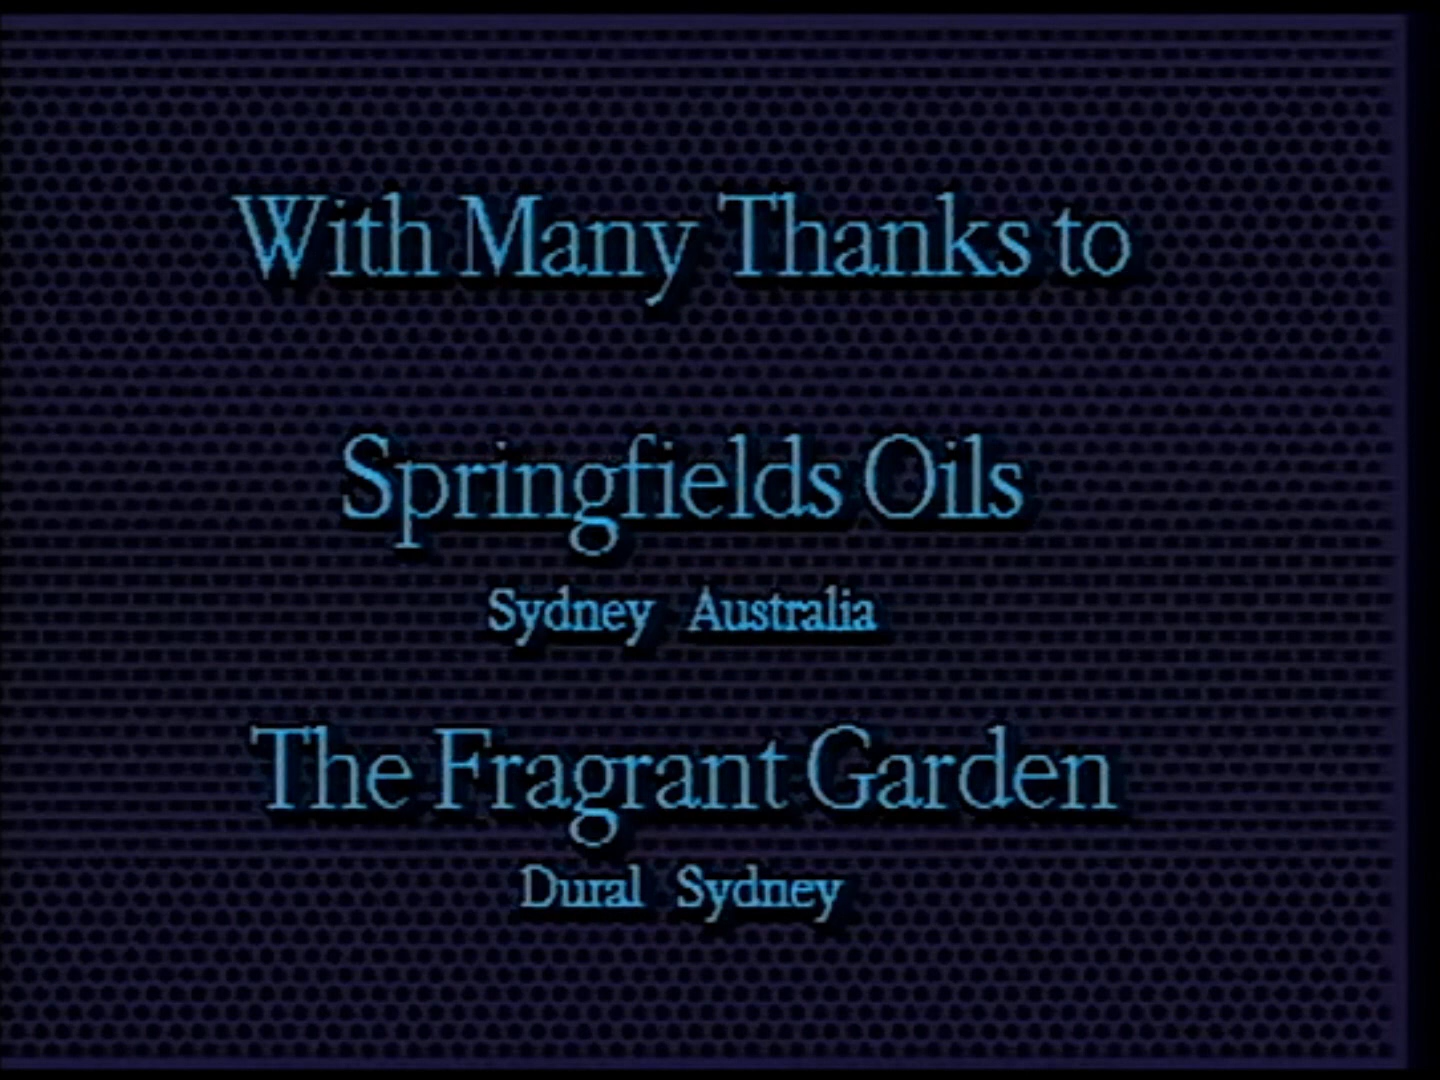 With Many Thanks to
Springfields Oils
Sydney Australia
The Fragrant Garden
Dural Sydney